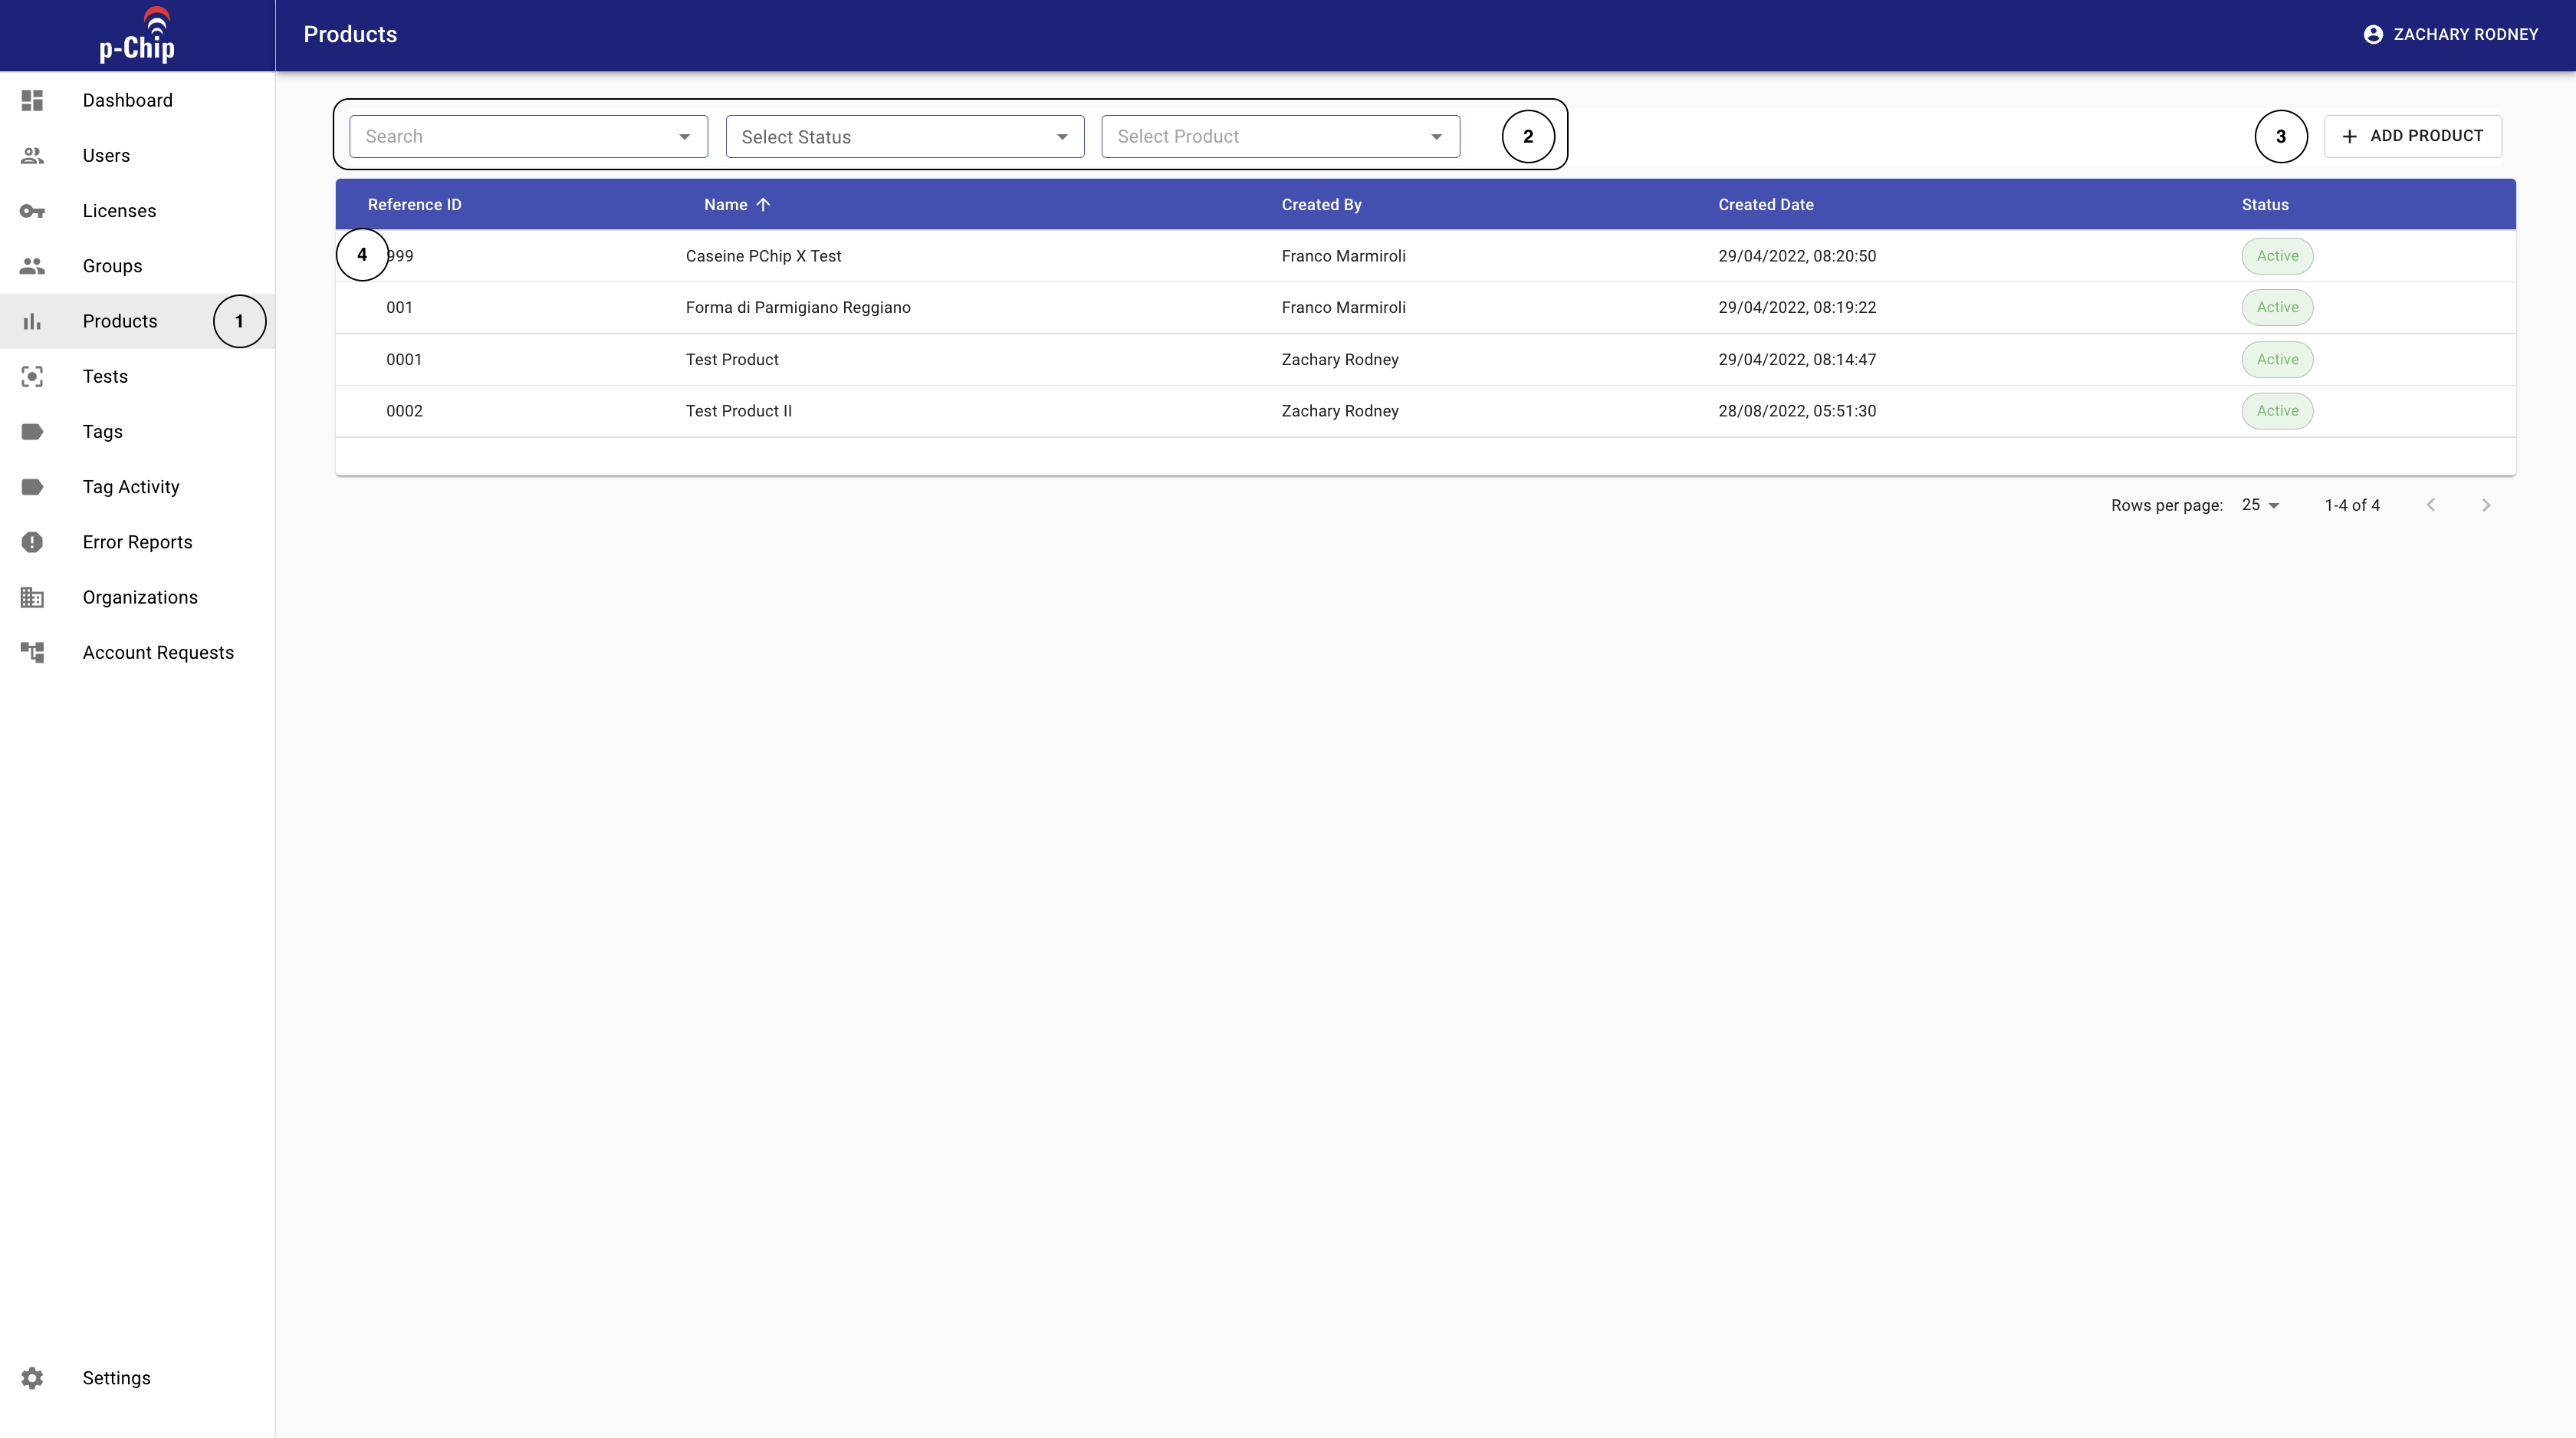 p-Chip
Products
ZACHARY RODNEY
Dashboard
Users
Licenses
Groups
Products 1
Tests
Tags
Tag Activity
Error Reports
Organizations
Account Requests
Settings
Search Select Status Select Product 2 3 + ADD PRODUCT
Reference ID Name ↑ Created By Created Date Status
4 999 Caseine PChip X Test Franco Marmiroli 29/04/2022, 08:20:50 Active
001 Forma di Parmigiano Reggiano Franco Marmiroli 29/04/2022, 08:19:22 Active
0001 Test Product Zachary Rodney 29/04/2022, 08:14:47 Active
0002 Test Product II Zachary Rodney 28/08/2022, 05:51:30 Active
Rows per page: 25 1-4 of 4